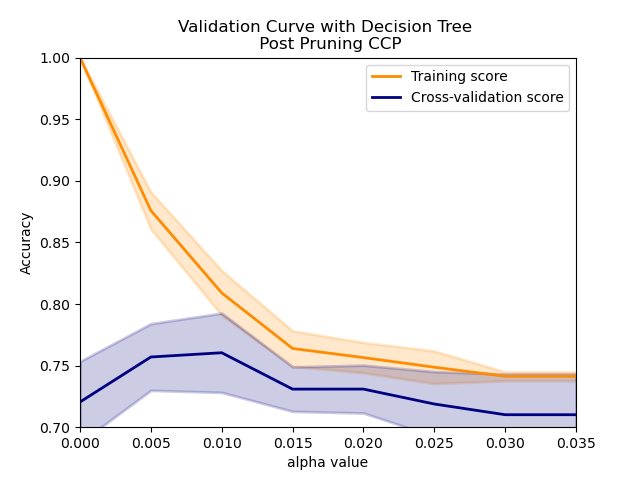 Validation Curve with Decision Tree
Post Pruning CCP
1.00
0.95
0.90
0.85
0.80
0.75
0.70
Accuracy
Training score
Cross-validation score
0.000 0.005 0.010 0.015 0.020 0.025 0.030 0.035
alpha value